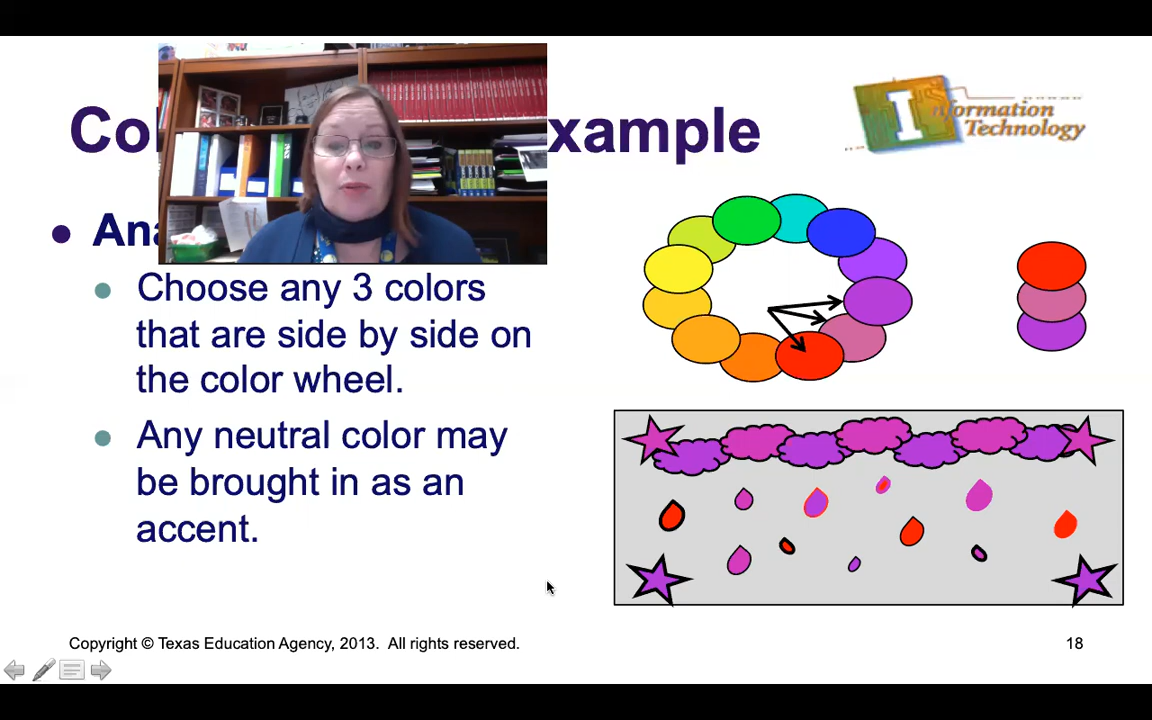 Co xample
Information
Technology
Ana
Choose any 3 colors
that are side by side on
the color wheel.
Any neutral color may
be brought in as an
accent.
Copyright © Texas Education Agency, 2013. All rights reserved.
18